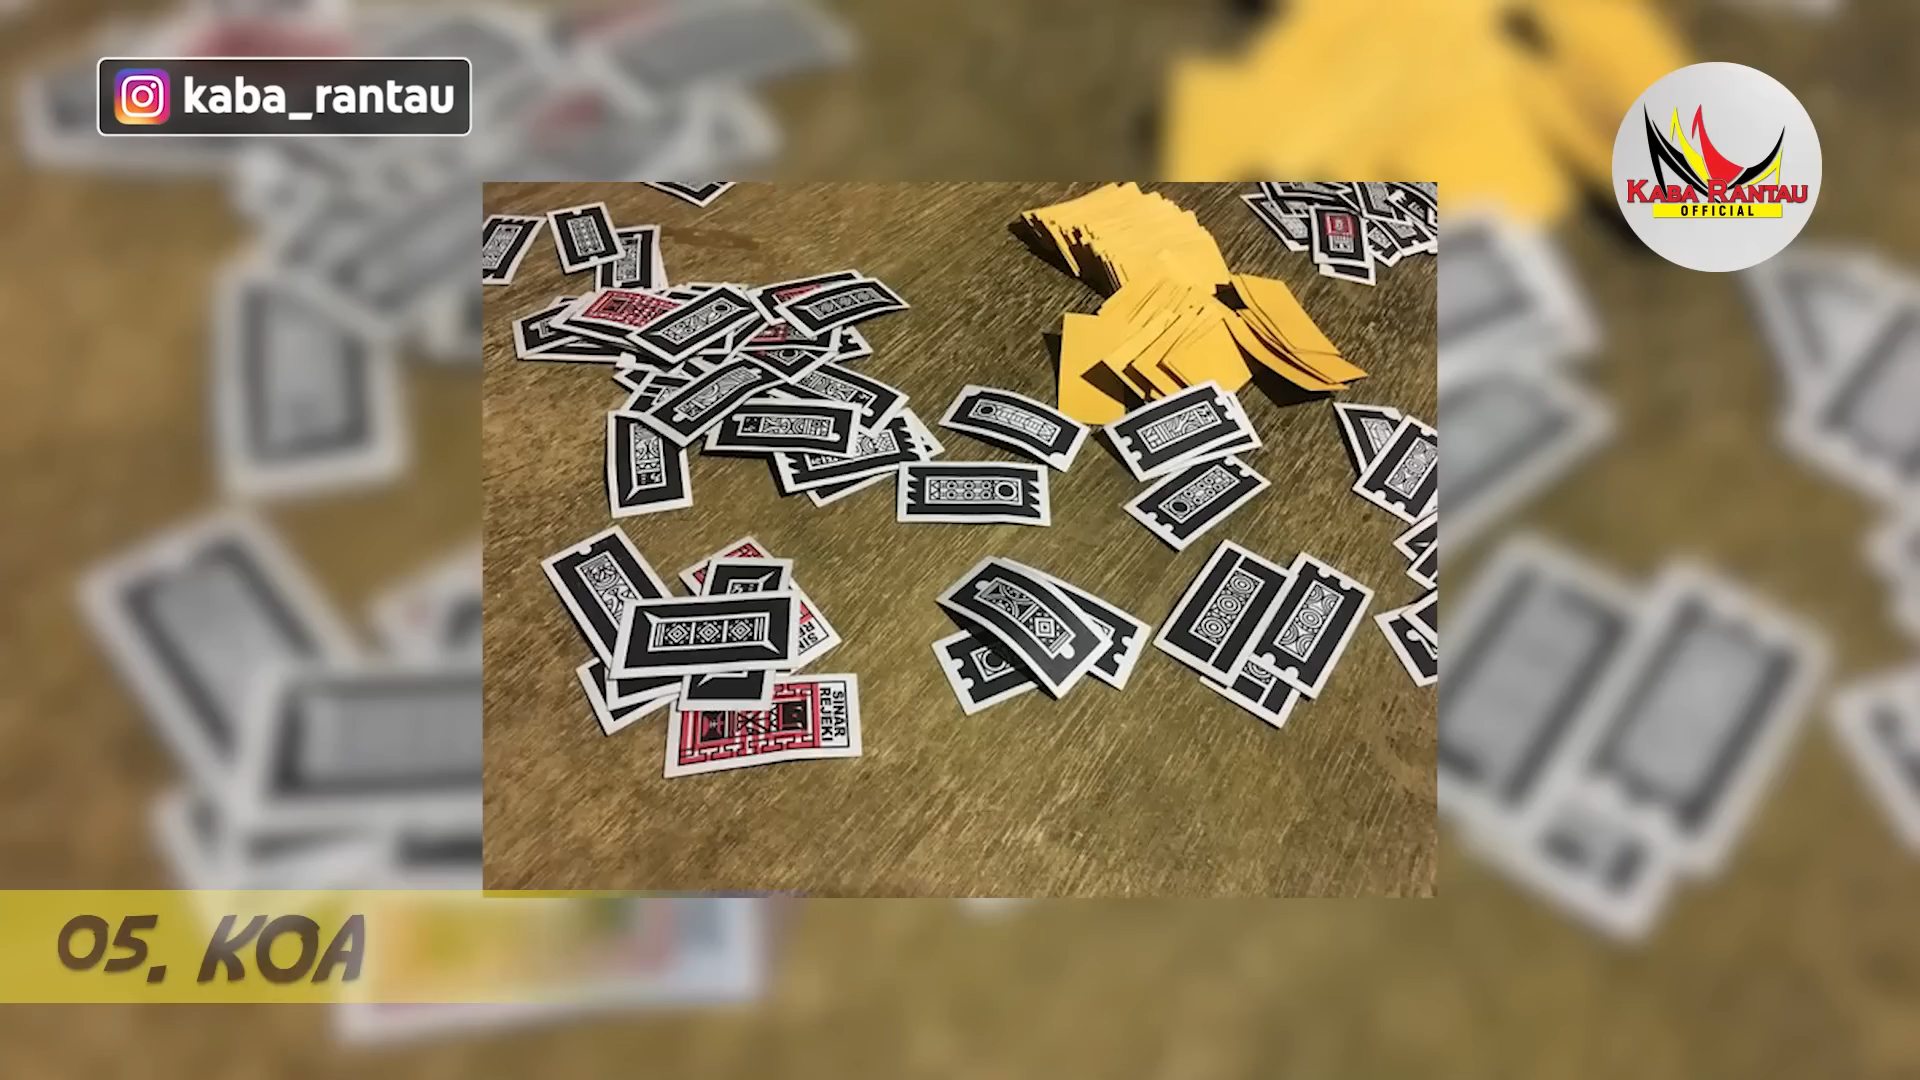 kaba_rantau
KABA RANTAU
OFFICIAL
SINAR
REJEKI
05. KOA